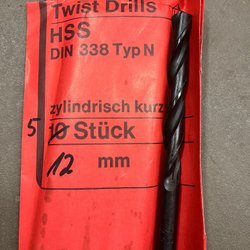 Twist Drills
HSS
DIN 338 Typ N
zylindrisch kurz
5 10 Stück
12 mm